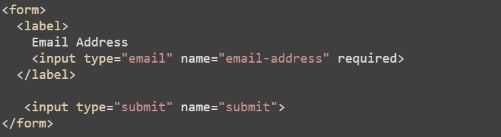 <form>
<label>
Email Address
<input type="email" name="email-address" required>
</label>
<input type="submit" name="submit">
</form>